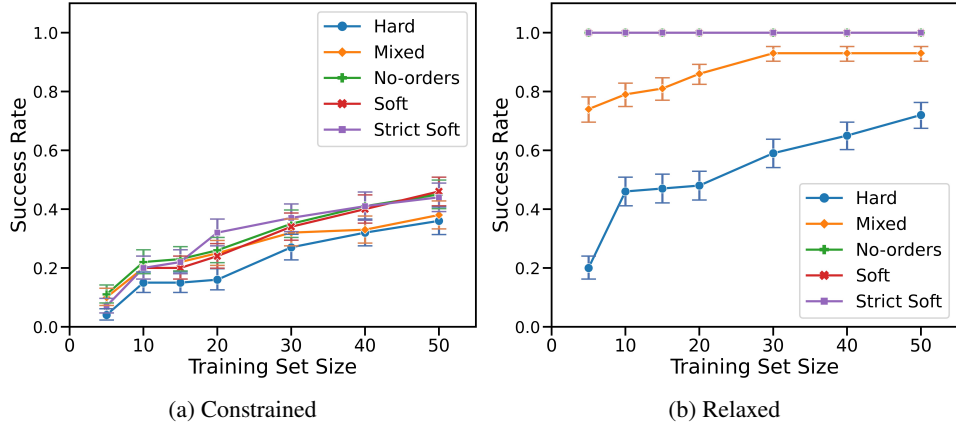 1.0
0.8
0.6
0.4
0.2
0.0
Success Rate
0
10
20
30
40
50
Training Set Size
Hard
Mixed
No-orders
Soft
Strict Soft
(a) Constrained
1.0
0.8
0.6
0.4
0.2
0.0
Success Rate
0
10
20
30
40
50
Training Set Size
Hard
Mixed
No-orders
Soft
Strict Soft
(b) Relaxed